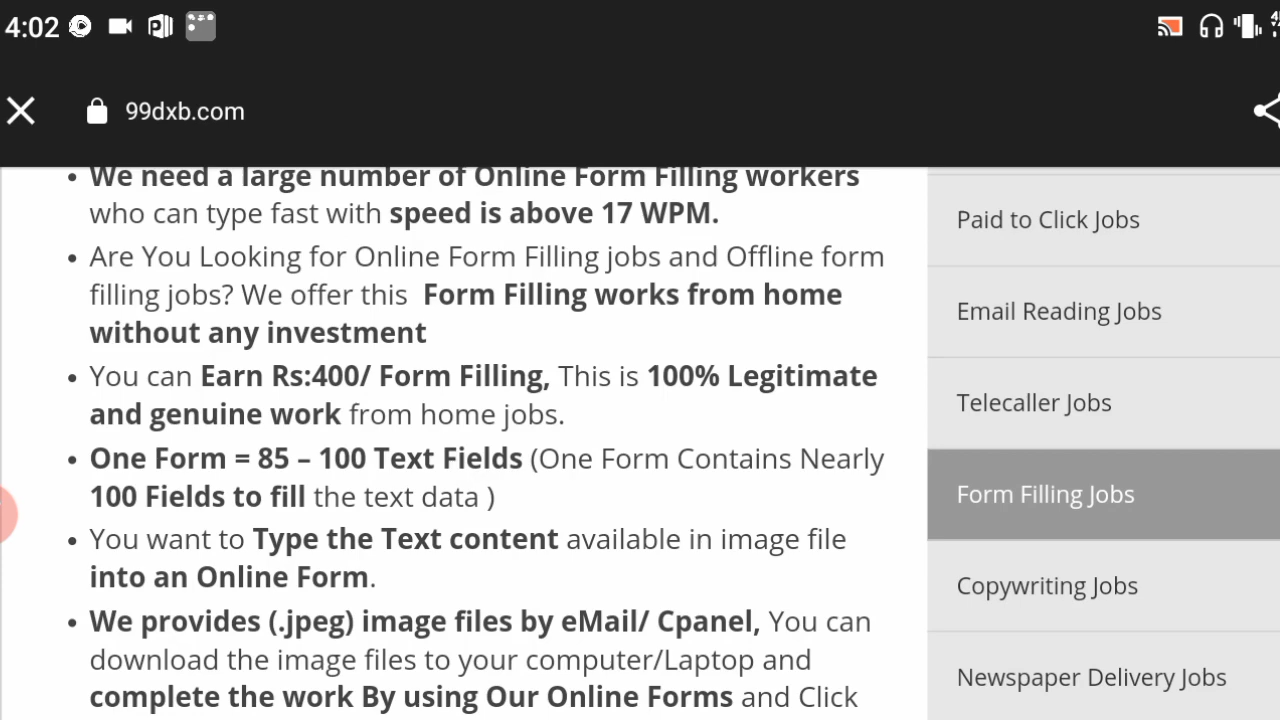 4:02
99dxb.com
We need a large number of Online Form Filling workers
who can type fast with speed is above 17 WPM.
Are You Looking for Online Form Filling jobs and Offline form
filling jobs? We offer this Form Filling works from home
without any investment
You can Earn Rs:400/ Form Filling, This is 100% Legitimate
and genuine work from home jobs.
One Form = 85 – 100 Text Fields (One Form Contains Nearly
100 Fields to fill the text data )
You want to Type the Text content available in image file
into an Online Form.
We provides (.jpeg) image files by eMail/ Cpanel, You can
download the image files to your computer/Laptop and
complete the work By using Our Online Forms and Click
Paid to Click Jobs
Email Reading Jobs
Telecaller Jobs
Form Filling Jobs
Copywriting Jobs
Newspaper Delivery Jobs